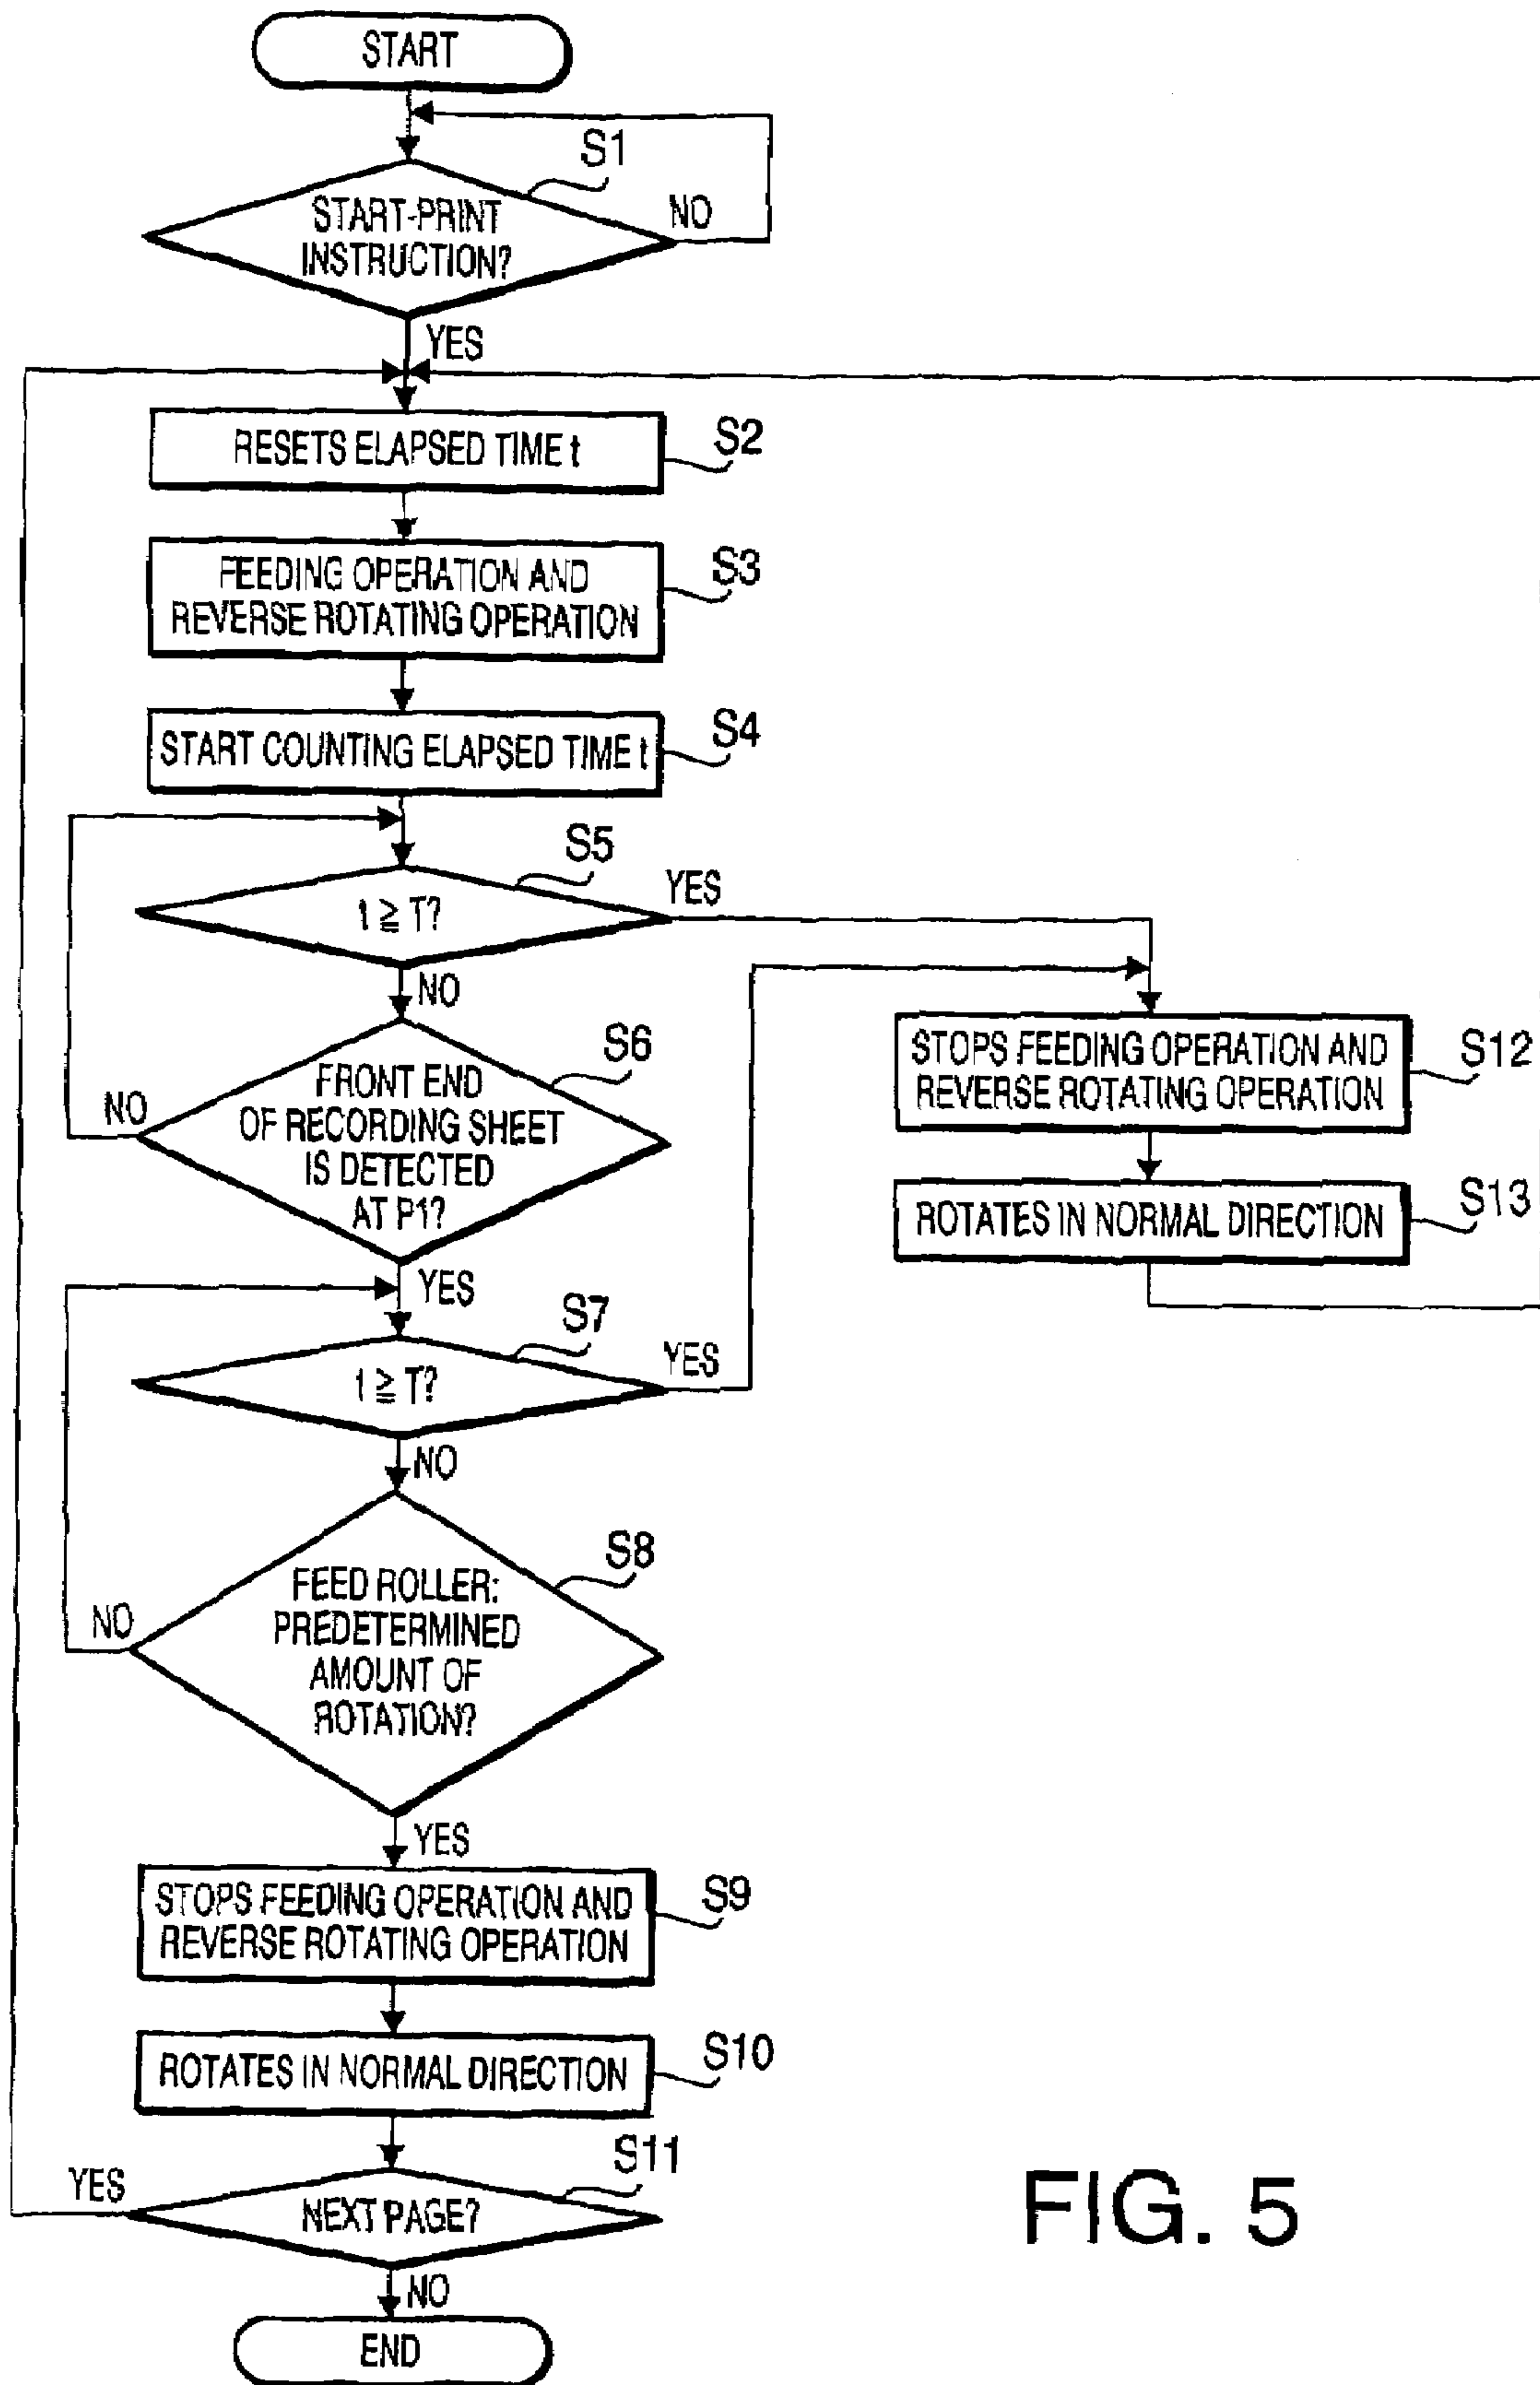 START
S1
START-PRINT
INSTRUCTION?
NO
YES
RESETS ELAPSED TIME t
S2
FEEDING OPERATION AND
REVERSE ROTATING OPERATION
S3
START COUNTING ELAPSED TIME t
S4
S5
t ≧ T?
YES
NO
S6
FRONT END
OF RECORDING SHEET
IS DETECTED
AT P1?
NO
YES
STOPS FEEDING OPERATION AND
REVERSE ROTATING OPERATION
S12
ROTATES IN NORMAL DIRECTION
S13
S7
t ≧ T?
YES
NO
S8
FEED ROLLER:
PREDETERMINED
AMOUNT OF
ROTATION?
NO
YES
STOPS FEEDING OPERATION AND
REVERSE ROTATING OPERATION
S9
ROTATES IN NORMAL DIRECTION
S10
S11
NEXT PAGE?
YES
NO
END
FIG. 5